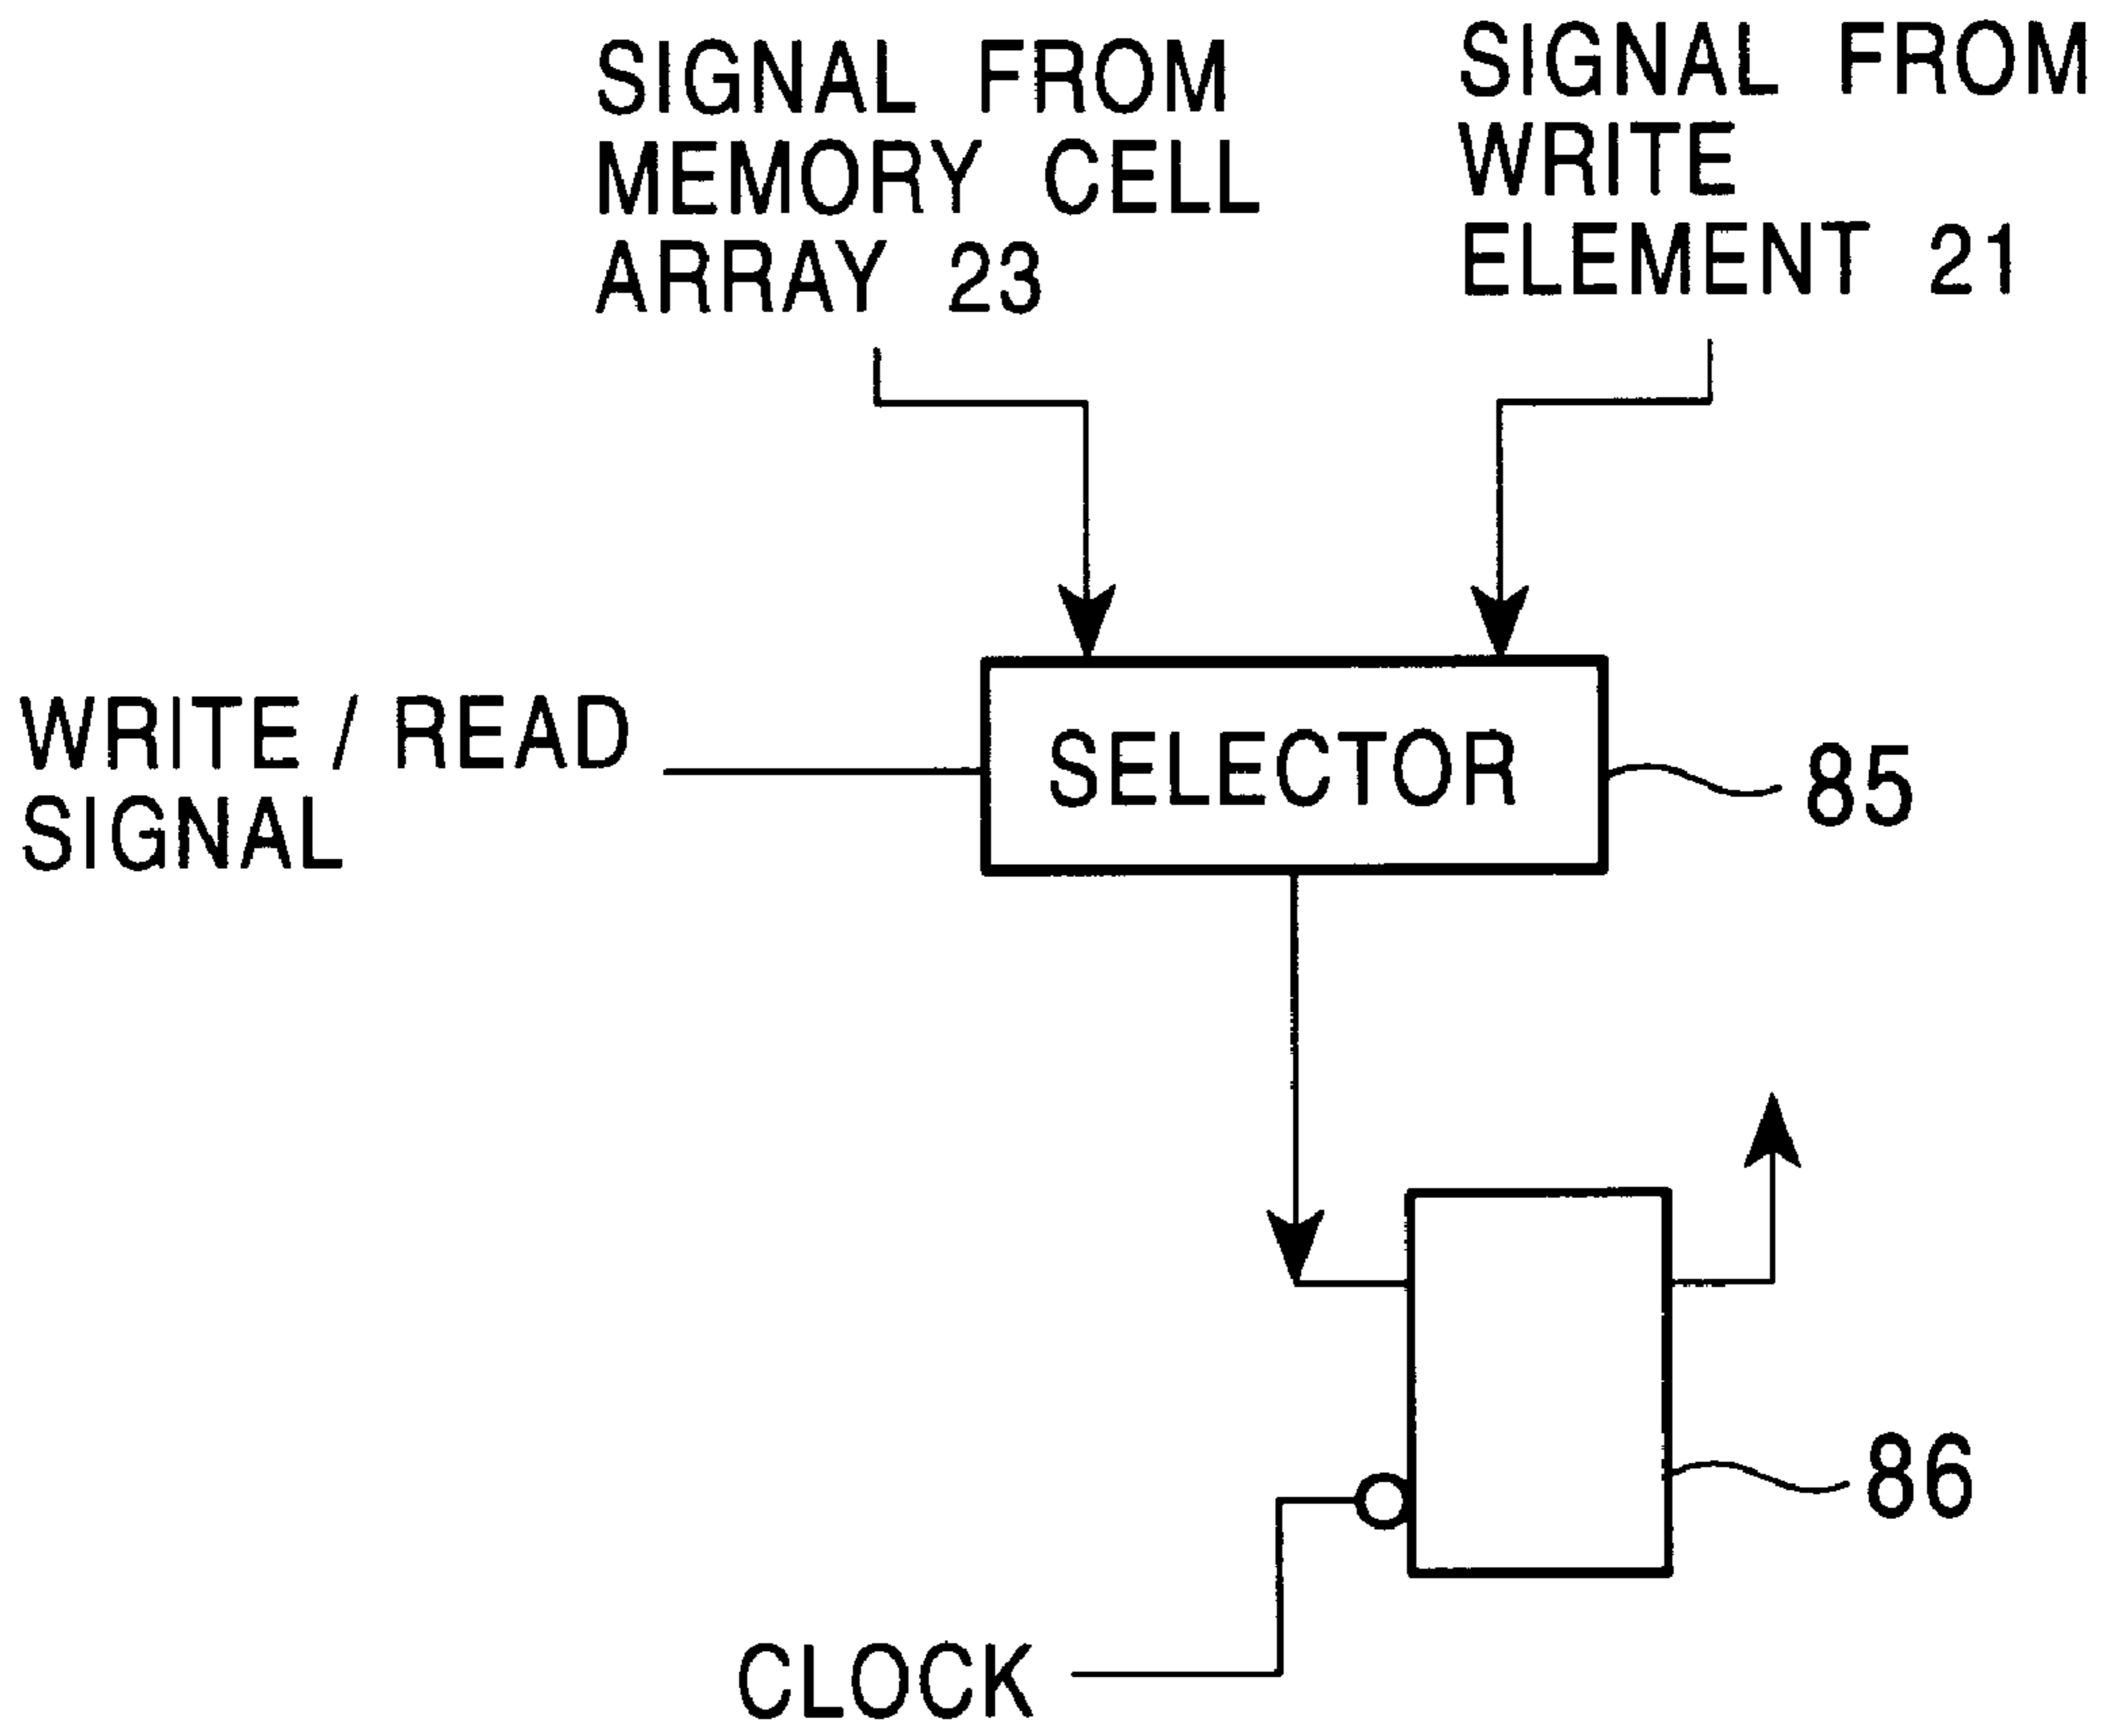 SIGNAL FROM
MEMORY CELL
ARRAY 23
SIGNAL FROM
WRITE
ELEMENT 21
WRITE / READ
SIGNAL
SELECTOR
85
86
CLOCK